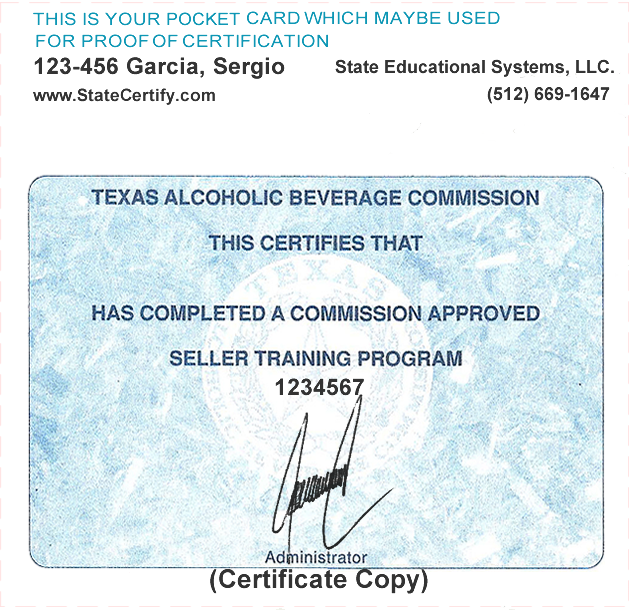 THIS IS YOUR POCKET CARD WHICH MAYBE USED
FOR PROOF OF CERTIFICATION
123-456 Garcia, Sergio
State Educational Systems, LLC.
www.StateCertify.com
(512) 669-1647
TEXAS ALCOHOLIC BEVERAGE COMMISSION
THIS CERTIFIES THAT
TEXAS
HAS COMPLETED A COMMISSION APPROVED
SELLER TRAINING PROGRAM
1234567
Administrator
(Certificate Copy)